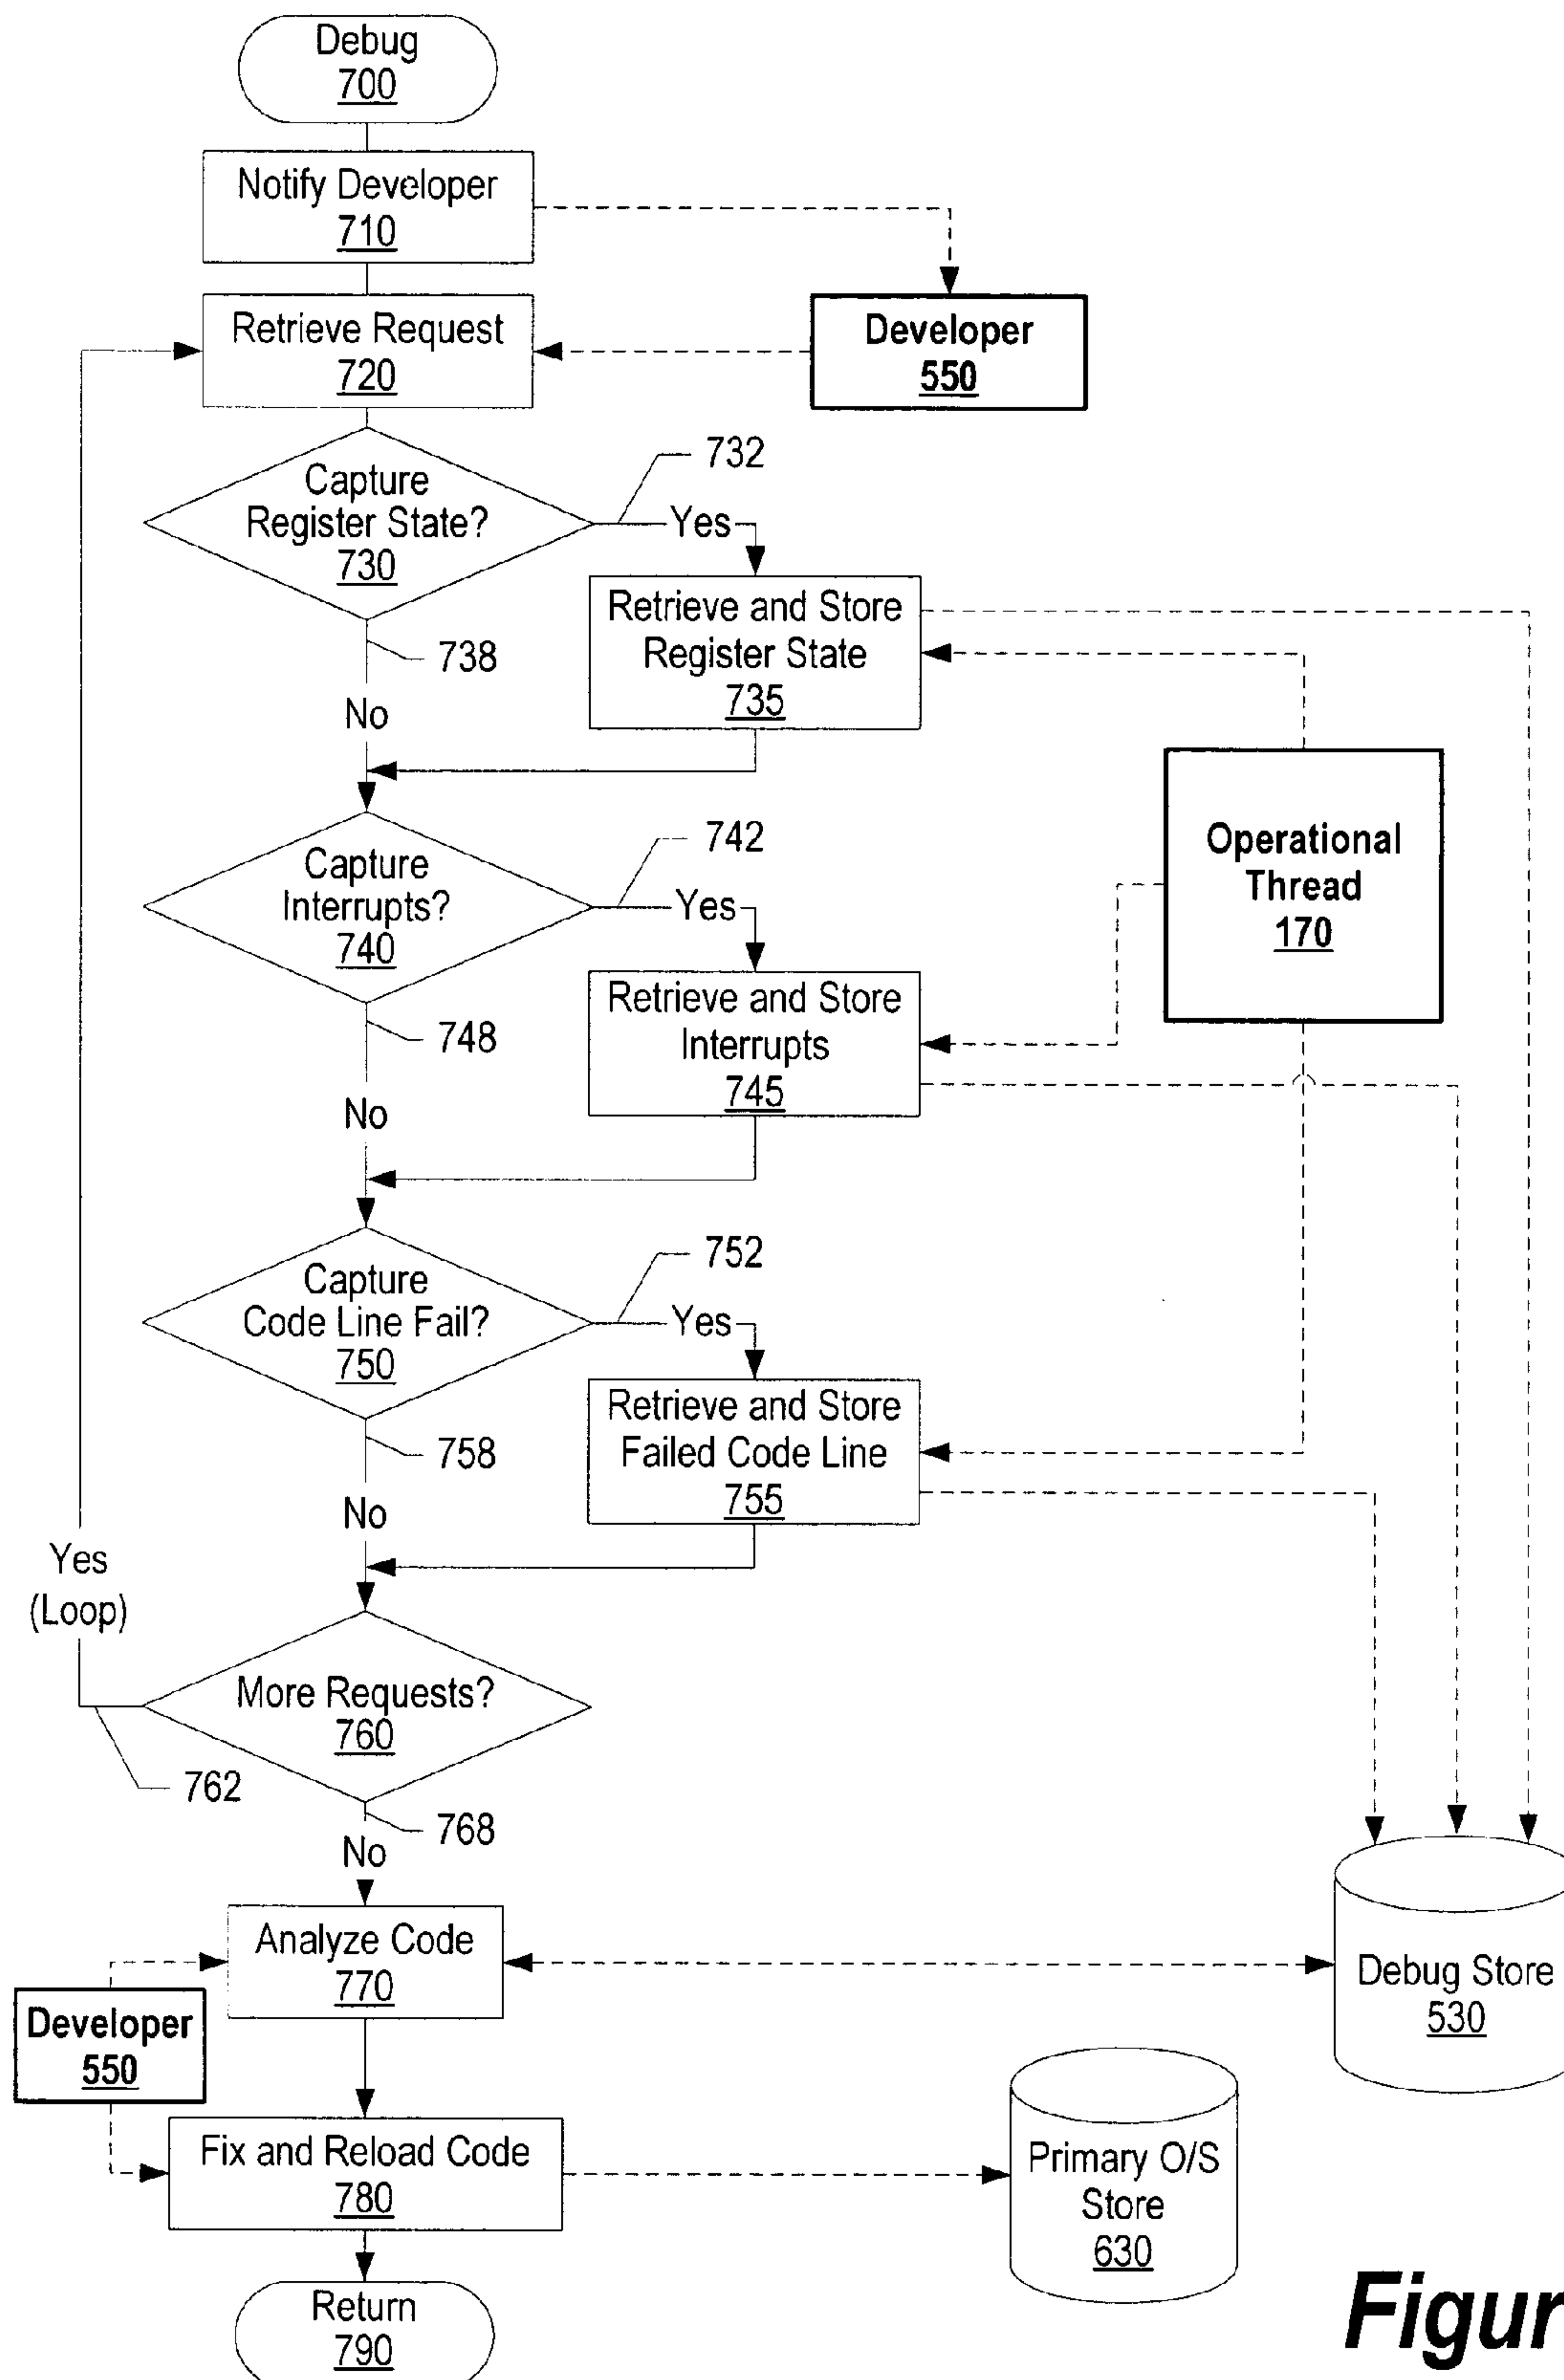 Debug
700
Notify Developer
710
Retrieve Request
720
Developer
550
732
Capture
Register State?
730
Yes
Retrieve and Store
Register State
735
738
No
742
Capture
Interrupts?
740
Yes
Operational
Thread
170
Retrieve and Store
Interrupts
745
748
No
752
Capture
Code Line Fail?
750
Yes
Retrieve and Store
Failed Code Line
755
758
No
Yes
(Loop)
More Requests?
760
762
768
No
Analyze Code
770
Debug Store
530
Developer
550
Fix and Reload Code
780
Primary O/S
Store
630
Return
790
Figur